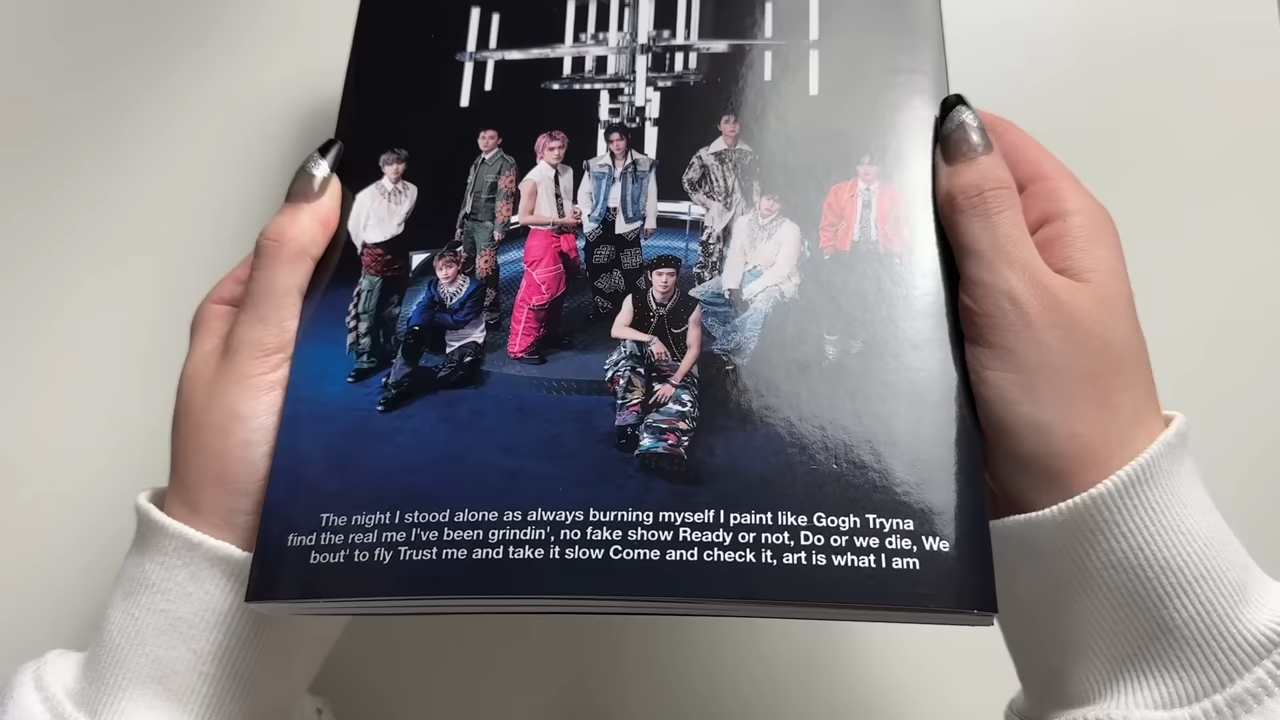 The night I stood alone as always burning myself I paint like Gogh Tryna
find the real me I've been grindin', no fake show Ready or not, Do or we die, We
bout' to fly Trust me and take it slow Come and check it, art is what I am